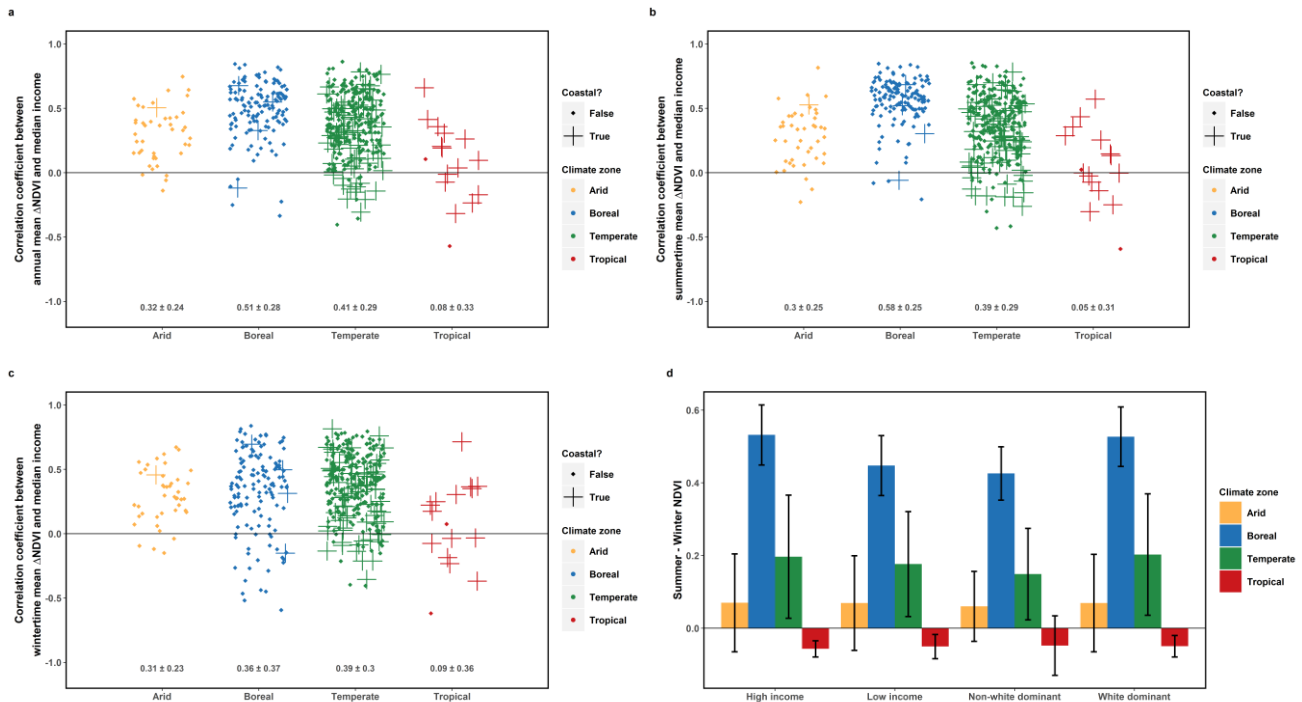 a
Correlation coefficient between
annual mean ΔNDVI and median income
1.0
0.5
0.0
-0.5
-1.0
0.32 ± 0.24
0.51 ± 0.28
0.41 ± 0.29
0.08 ± 0.33
Arid
Boreal
Temperate
Tropical
Coastal?
False
True
Climate zone
Arid
Boreal
Temperate
Tropical
b
Correlation coefficient between
summertime mean ΔNDVI and median income
1.0
0.5
0.0
-0.5
-1.0
0.3 ± 0.25
0.58 ± 0.25
0.39 ± 0.29
0.05 ± 0.31
Arid
Boreal
Temperate
Tropical
Coastal?
False
True
Climate zone
Arid
Boreal
Temperate
Tropical
c
Correlation coefficient between
wintertime mean ΔNDVI and median income
1.0
0.5
0.0
-0.5
-1.0
0.31 ± 0.23
0.36 ± 0.37
0.39 ± 0.3
0.09 ± 0.36
Arid
Boreal
Temperate
Tropical
Coastal?
False
True
Climate zone
Arid
Boreal
Temperate
Tropical
d
Summer - Winter NDVI
0.6
0.4
0.2
0.0
High income
Low income
Non-white dominant
White dominant
Climate zone
Arid
Boreal
Temperate
Tropical